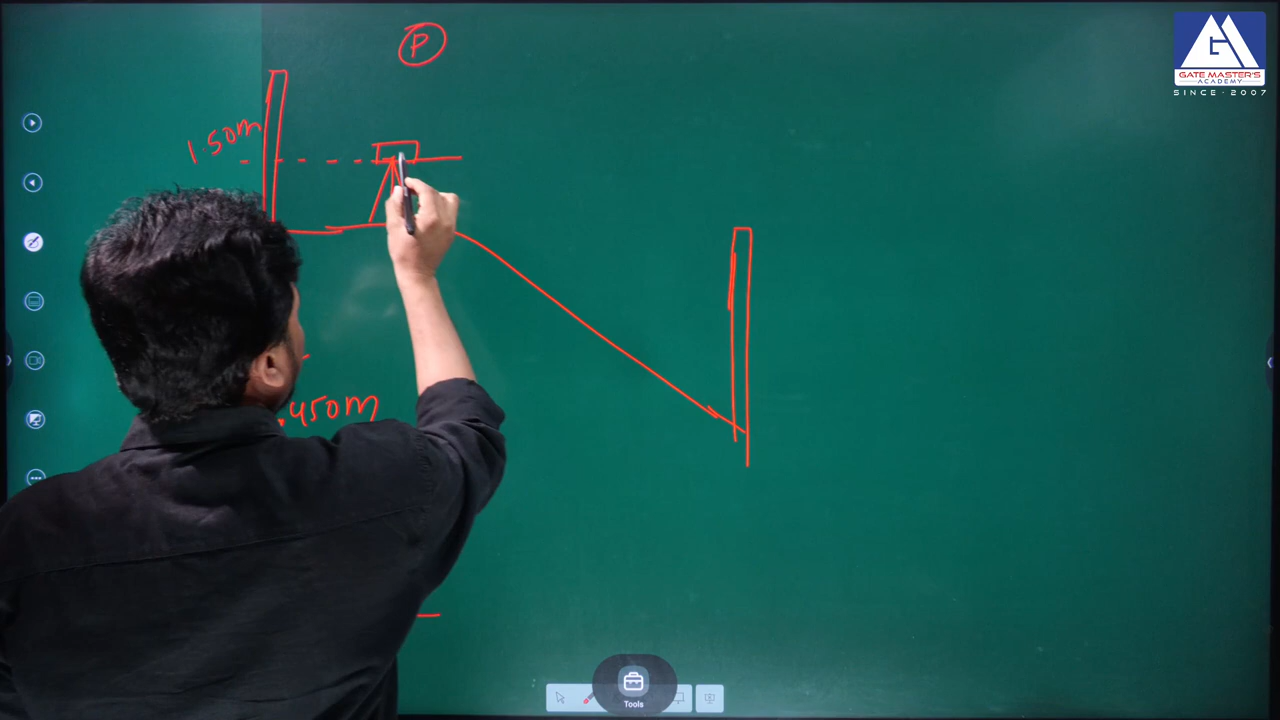 P
1.50m
.450m
GATE MASTER'S
ACADEMY
SINCE-2007
Tools